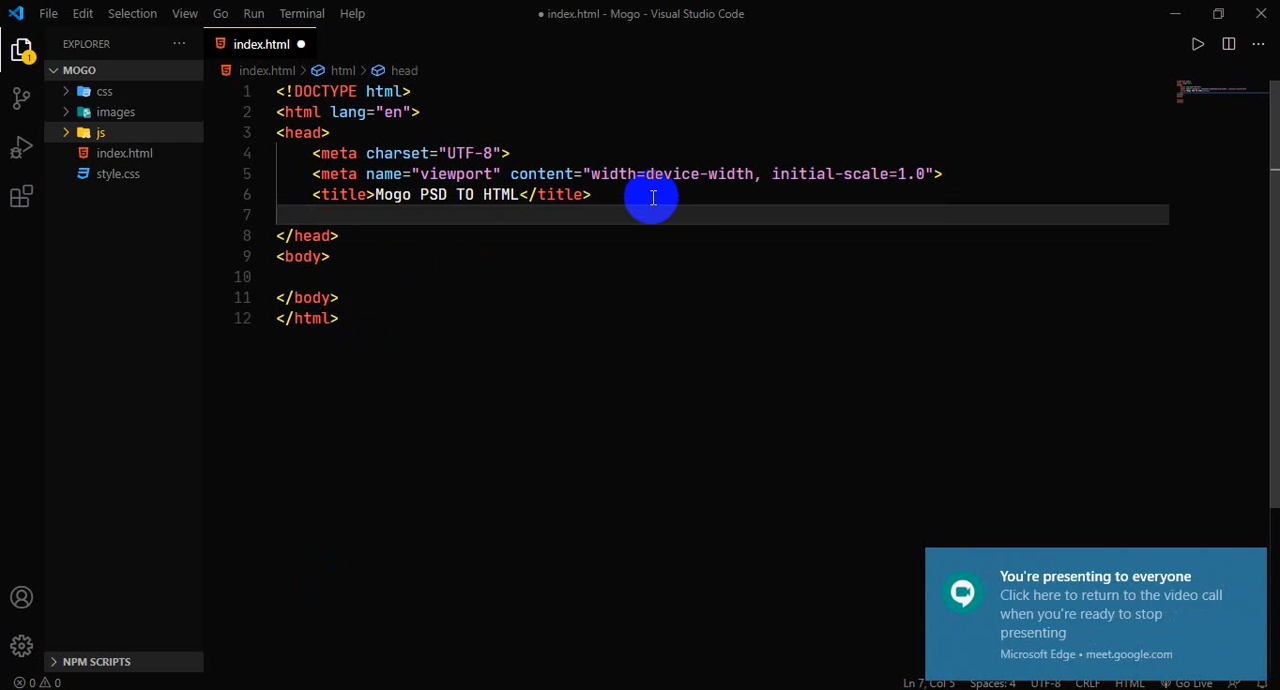 File Edit Selection View Go Run Terminal Help
● index.html - Mogo - Visual Studio Code
EXPLORER
index.html
MOGO
index.html > html > head
css
images
js
index.html
style.css
1 <!DOCTYPE html>
2 <html lang="en">
3 <head>
4 <meta charset="UTF-8">
5 <meta name="viewport" content="width=device-width, initial-scale=1.0">
6 <title>Mogo PSD TO HTML</title>
7
8 </head>
9 <body>
10
11 </body>
12 </html>
1
You're presenting to everyone
Click here to return to the video call
when you're ready to stop
presenting
Microsoft Edge • meet.google.com
NPM SCRIPTS
0 0
Ln 7, Col 5 Spaces: 4 UTF-8 CRLF HTML Go Live